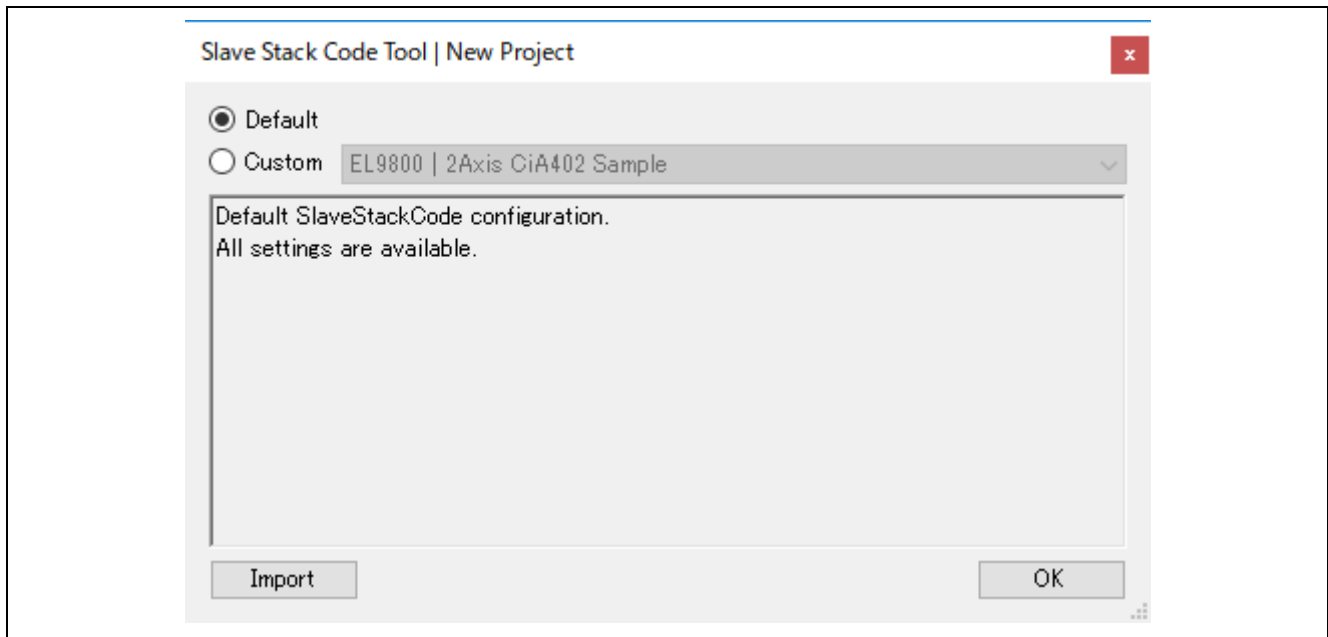 Slave Stack Code Tool | New Project
x
Default
Custom EL9800 | 2Axis CiA402 Sample
Default SlaveStackCode configuration.
All settings are available.
Import OK